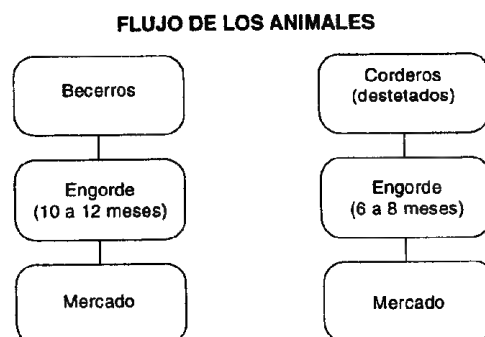 FLUJO DE LOS ANIMALES
Becerros
Engorde
(10 a 12 meses)
Mercado
Corderos
(destetados)
Engorde
(6 a 8 meses)
Mercado